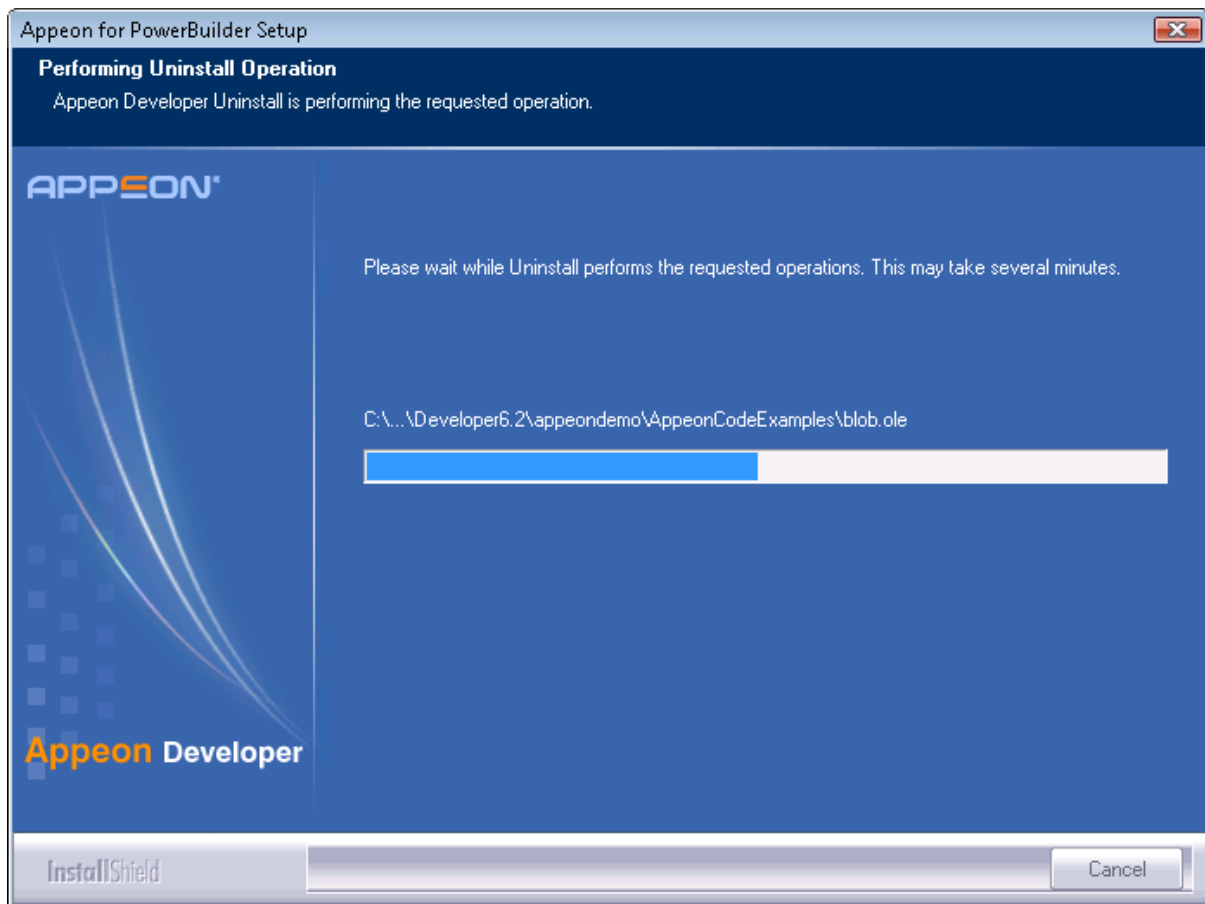 Appeon for PowerBuilder Setup
Performing Uninstall Operation
Appeon Developer Uninstall is performing the requested operation.
APPEON
Please wait while Uninstall performs the requested operations. This may take several minutes.
C:\...\Developer6.2\appeondemo\AppeonCodeExamples\blob.ole
Appeon Developer
InstallShield
Cancel